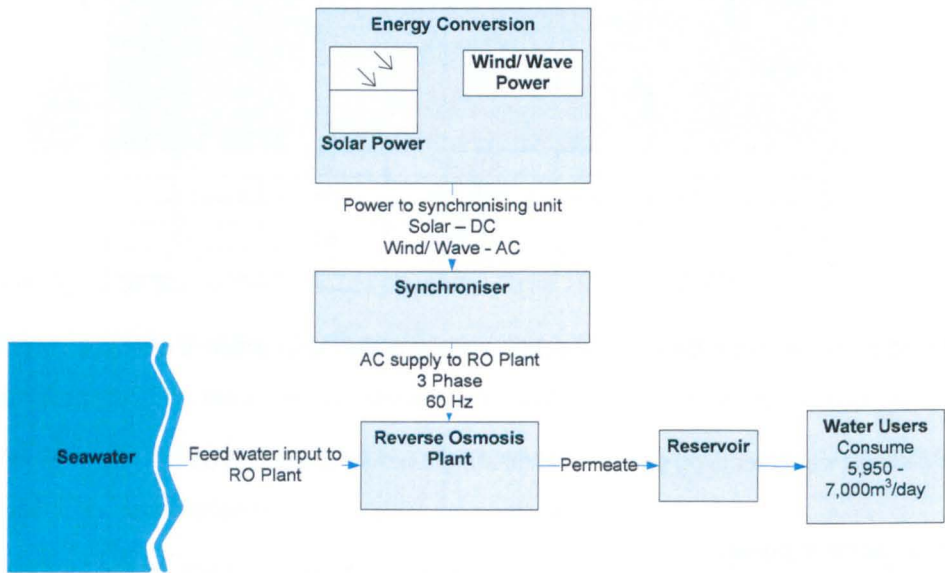 Energy Conversion
Wind/ Wave
Power
Solar Power
Power to synchronising unit
Solar – DC
Wind/ Wave - AC
Synchroniser
AC supply to RO Plant
3 Phase
60 Hz
Seawater
Feed water input to
RO Plant
Reverse Osmosis
Plant
Permeate
Reservoir
Water Users
Consume
5,950 -
7,000m³/day